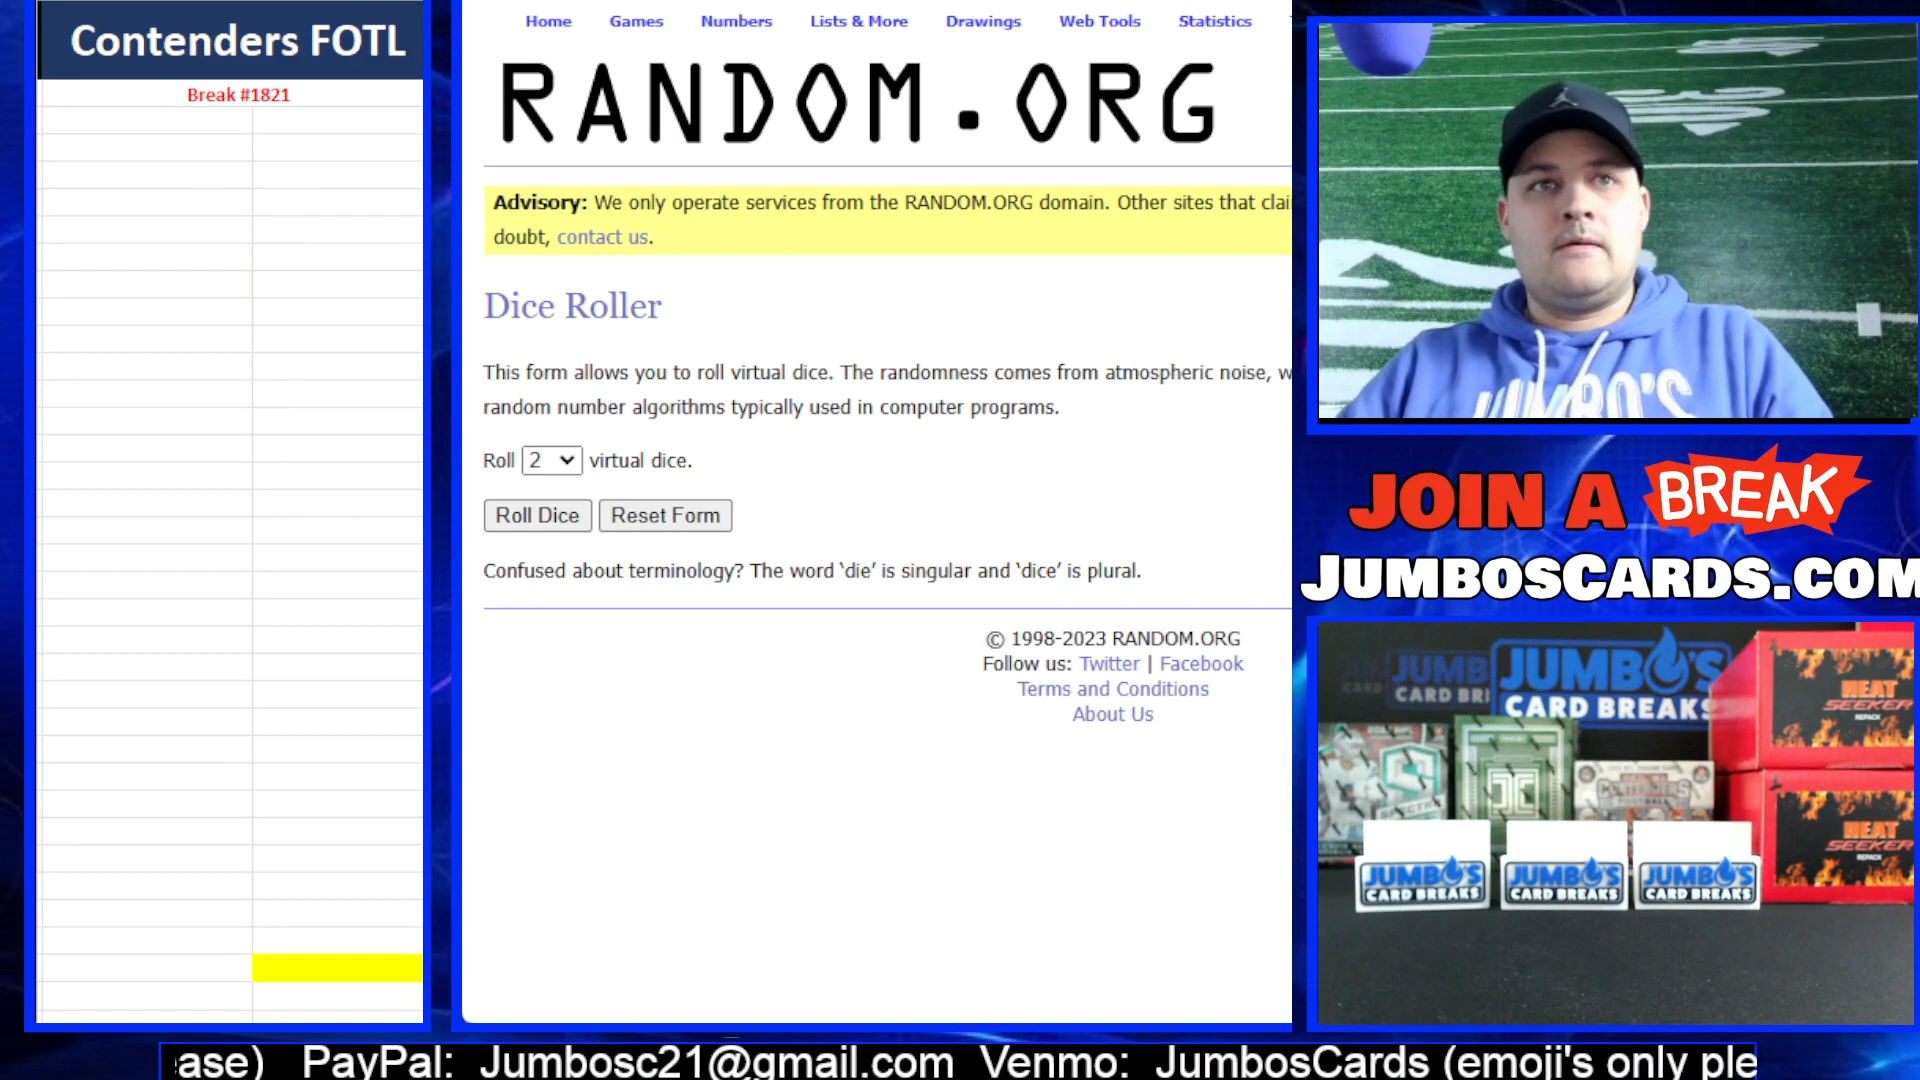 Contenders FOTL
Break #1821
Home Games Numbers Lists & More Drawings Web Tools Statistics
RANDOM.ORG
Advisory: We only operate services from the RANDOM.ORG domain. Other sites that clai
doubt, contact us.
Dice Roller
This form allows you to roll virtual dice. The randomness comes from atmospheric noise, w
random number algorithms typically used in computer programs.
Roll 2 virtual dice.
Roll Dice Reset Form
Confused about terminology? The word ‘die’ is singular and ‘dice’ is plural.
© 1998-2023 RANDOM.ORG
Follow us: Twitter | Facebook
Terms and Conditions
About Us
JUMBO'S
JOIN A BREAK
JUMBOSCARDS.COM
JUMBO'S
CARD BREAKS
HEAT
SEEKER
REPACK
HEAT
SEEKER
REPACK
SPECTRA
CONTENDERS
FOOTBALL
JUMBO'S
CARD BREAKS
JUMBO'S
CARD BREAKS
JUMBO'S
CARD BREAKS
ase) PayPal: Jumbosc21@gmail.com Venmo: JumbosCards (emoji's only ple